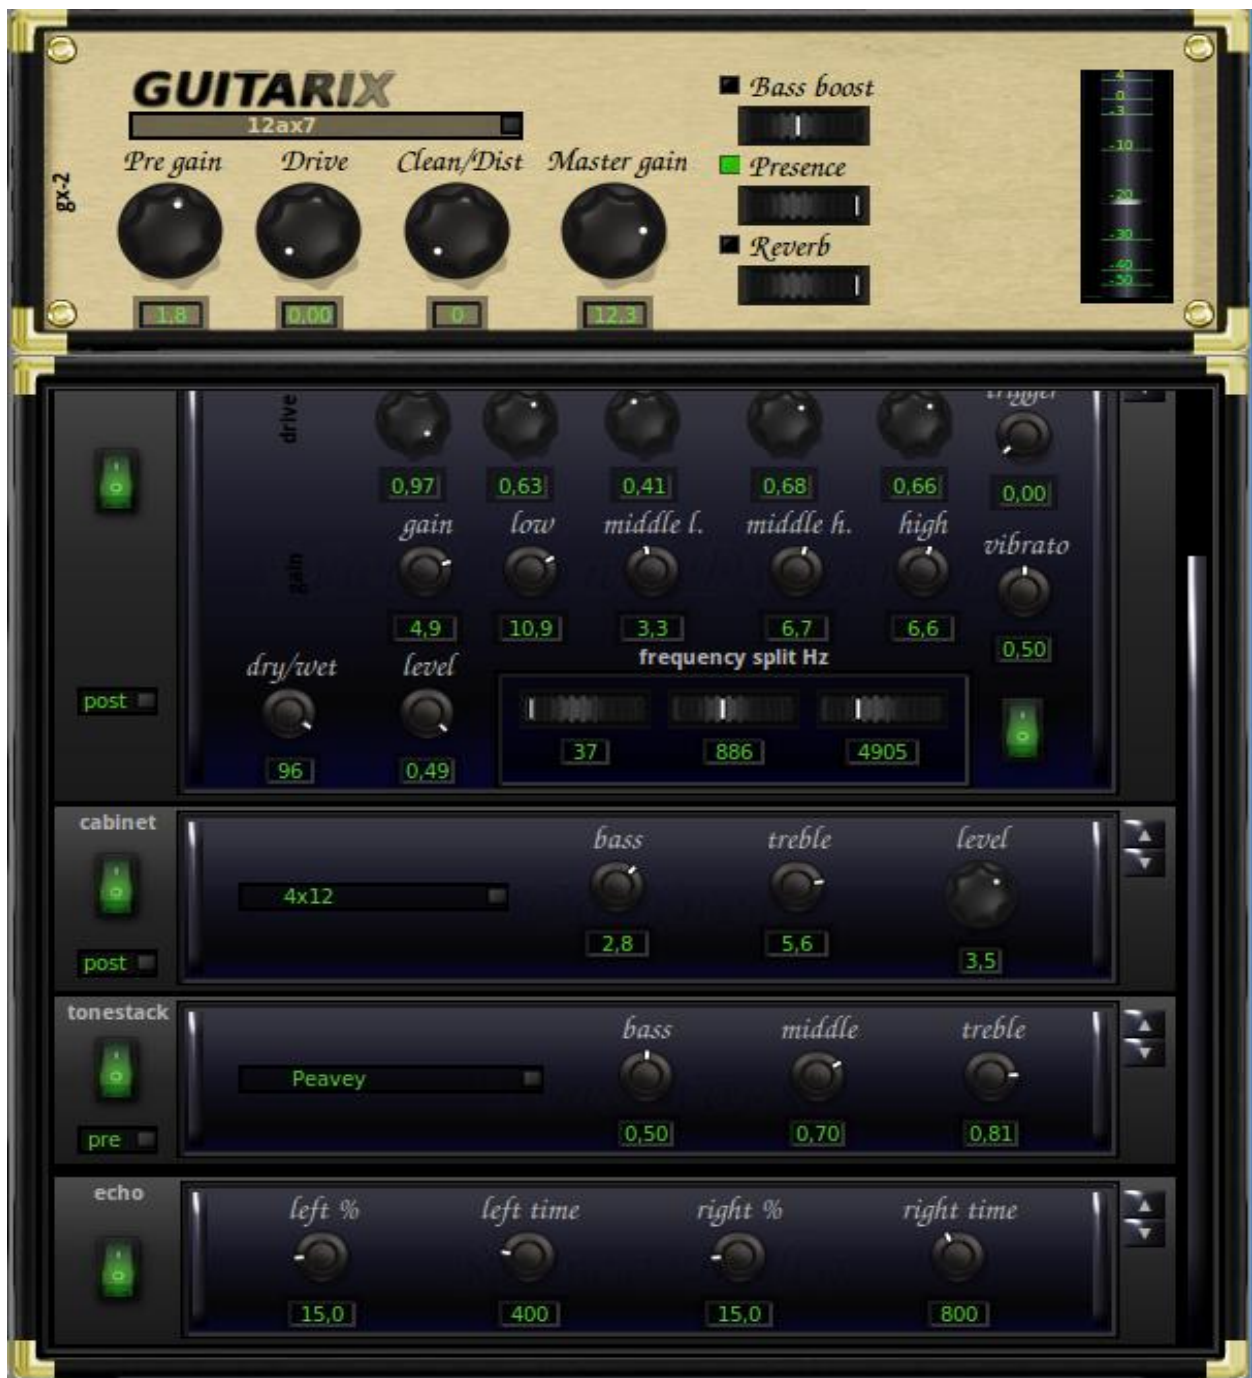 GUITARIX
12ax7
gx-2
Pre gain Drive Clean/Dist Master gain
1,8 0,00 0 12,3
Bass boost
Presence
Reverb
4
0
-3
-10
-20
-30
-40
-50
drive
trigger
0,97 0,63 0,41 0,68 0,66 0,00
gain low middle l. middle h. high vibrato
gain
4,9 10,9 3,3 6,7 6,6 0,50
frequency split Hz
dry/wet level
post
37 886 4905
96 0,49
cabinet
bass treble level
4x12
2,8 5,6 3,5
post
tonestack
bass middle treble
Peavey
0,50 0,70 0,81
pre
echo
left % left time right % right time
15,0 400 15,0 800